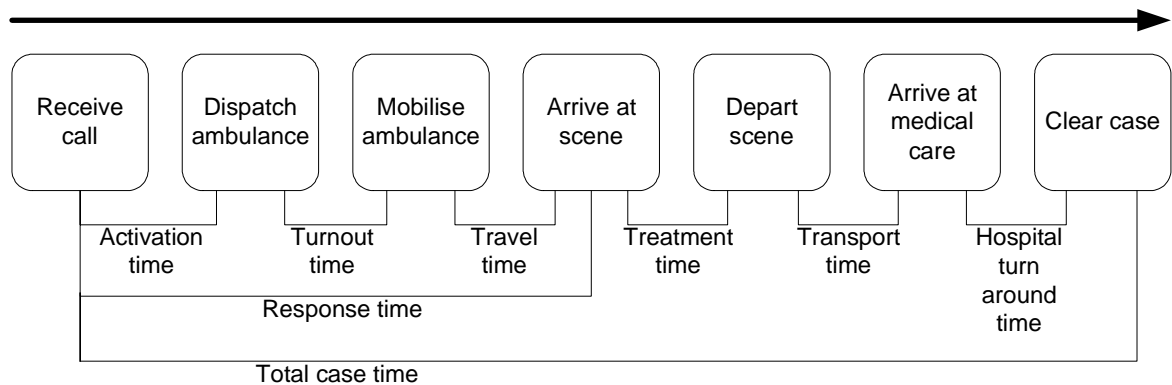 Receive
call
Dispatch
ambulance
Mobilise
ambulance
Arrive at
scene
Depart
scene
Arrive at
medical
care
Clear case
Activation
time
Turnout
time
Travel
time
Treatment
time
Transport
time
Hospital
turn
around
time
Response time
Total case time